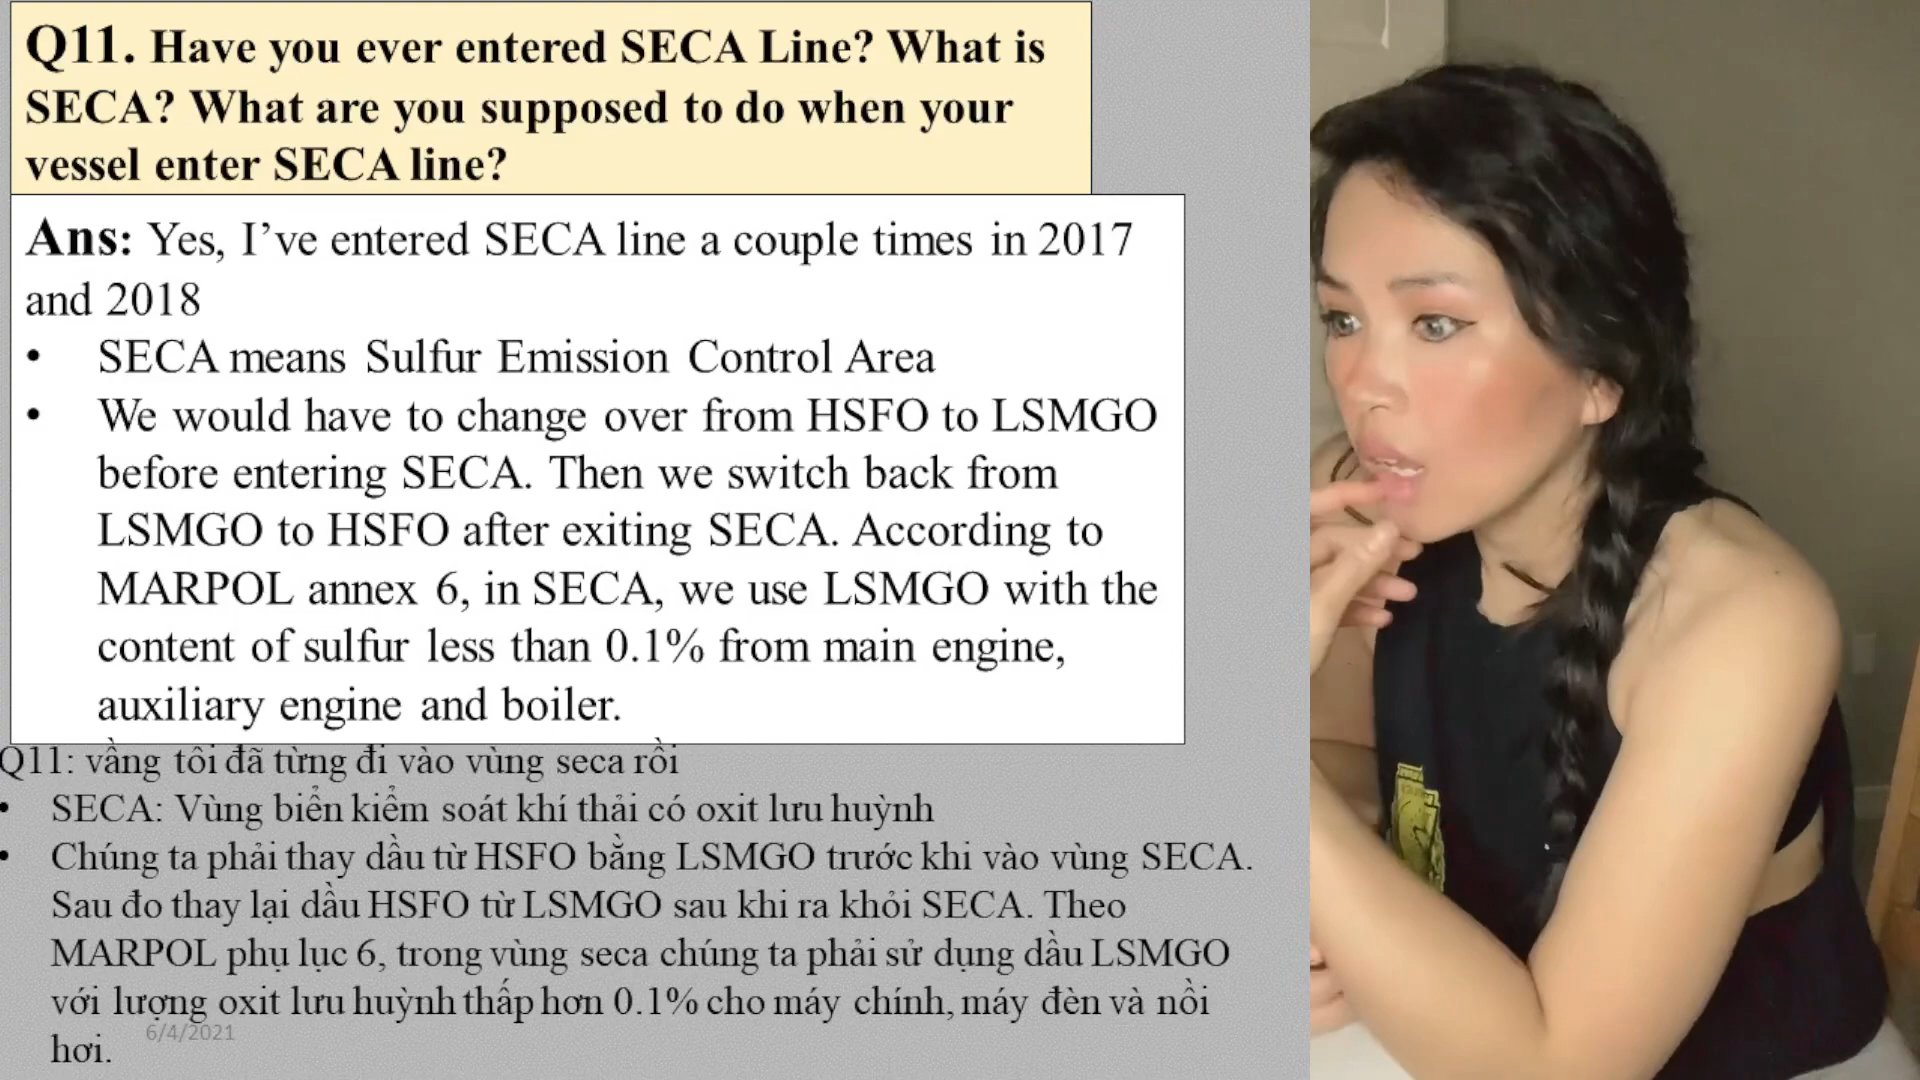 Q11. Have you ever entered SECA Line? What is
SECA? What are you supposed to do when your
vessel enter SECA line?
Ans: Yes, I’ve entered SECA line a couple times in 2017
and 2018
• SECA means Sulfur Emission Control Area
• We would have to change over from HSFO to LSMGO
before entering SECA. Then we switch back from
LSMGO to HSFO after exiting SECA. According to
MARPOL annex 6, in SECA, we use LSMGO with the
content of sulfur less than 0.1% from main engine,
auxiliary engine and boiler.
Q11: vầng tôi đã từng đi vào vùng seca rồi
• SECA: Vùng biển kiểm soát khí thải có oxit lưu huỳnh
• Chúng ta phải thay dầu từ HSFO bằng LSMGO trước khi vào vùng SECA.
Sau đo thay lại dầu HSFO từ LSMGO sau khi ra khỏi SECA. Theo
MARPOL phụ lục 6, trong vùng seca chúng ta phải sử dụng dầu LSMGO
với lượng oxit lưu huỳnh thấp hơn 0.1% cho máy chính, máy đèn và nồi
hơi.
6/4/2021